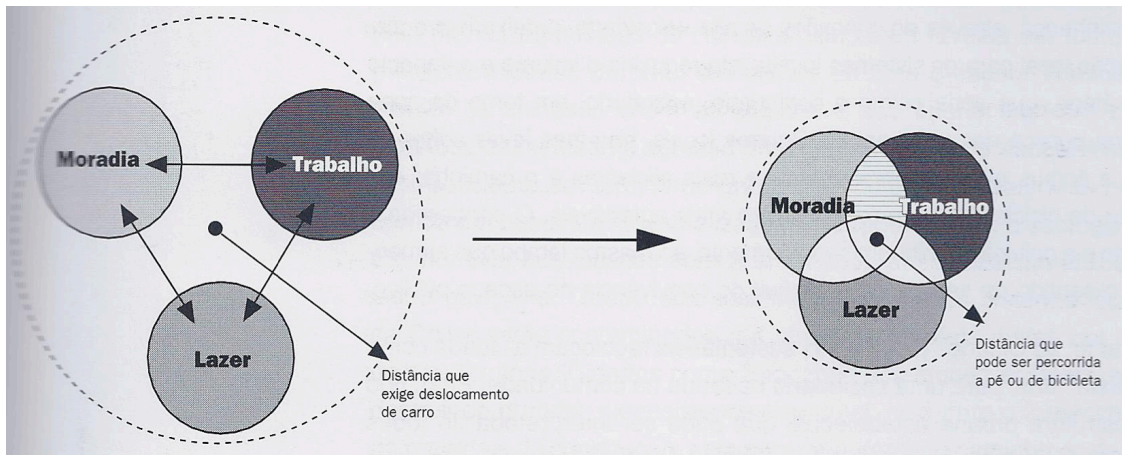 Moradia
Trabalho
Lazer
Distância que
exige deslocamento
de carro
Moradia
Trabalho
Lazer
Distância que
pode ser percorrida
a pé ou de bicicleta